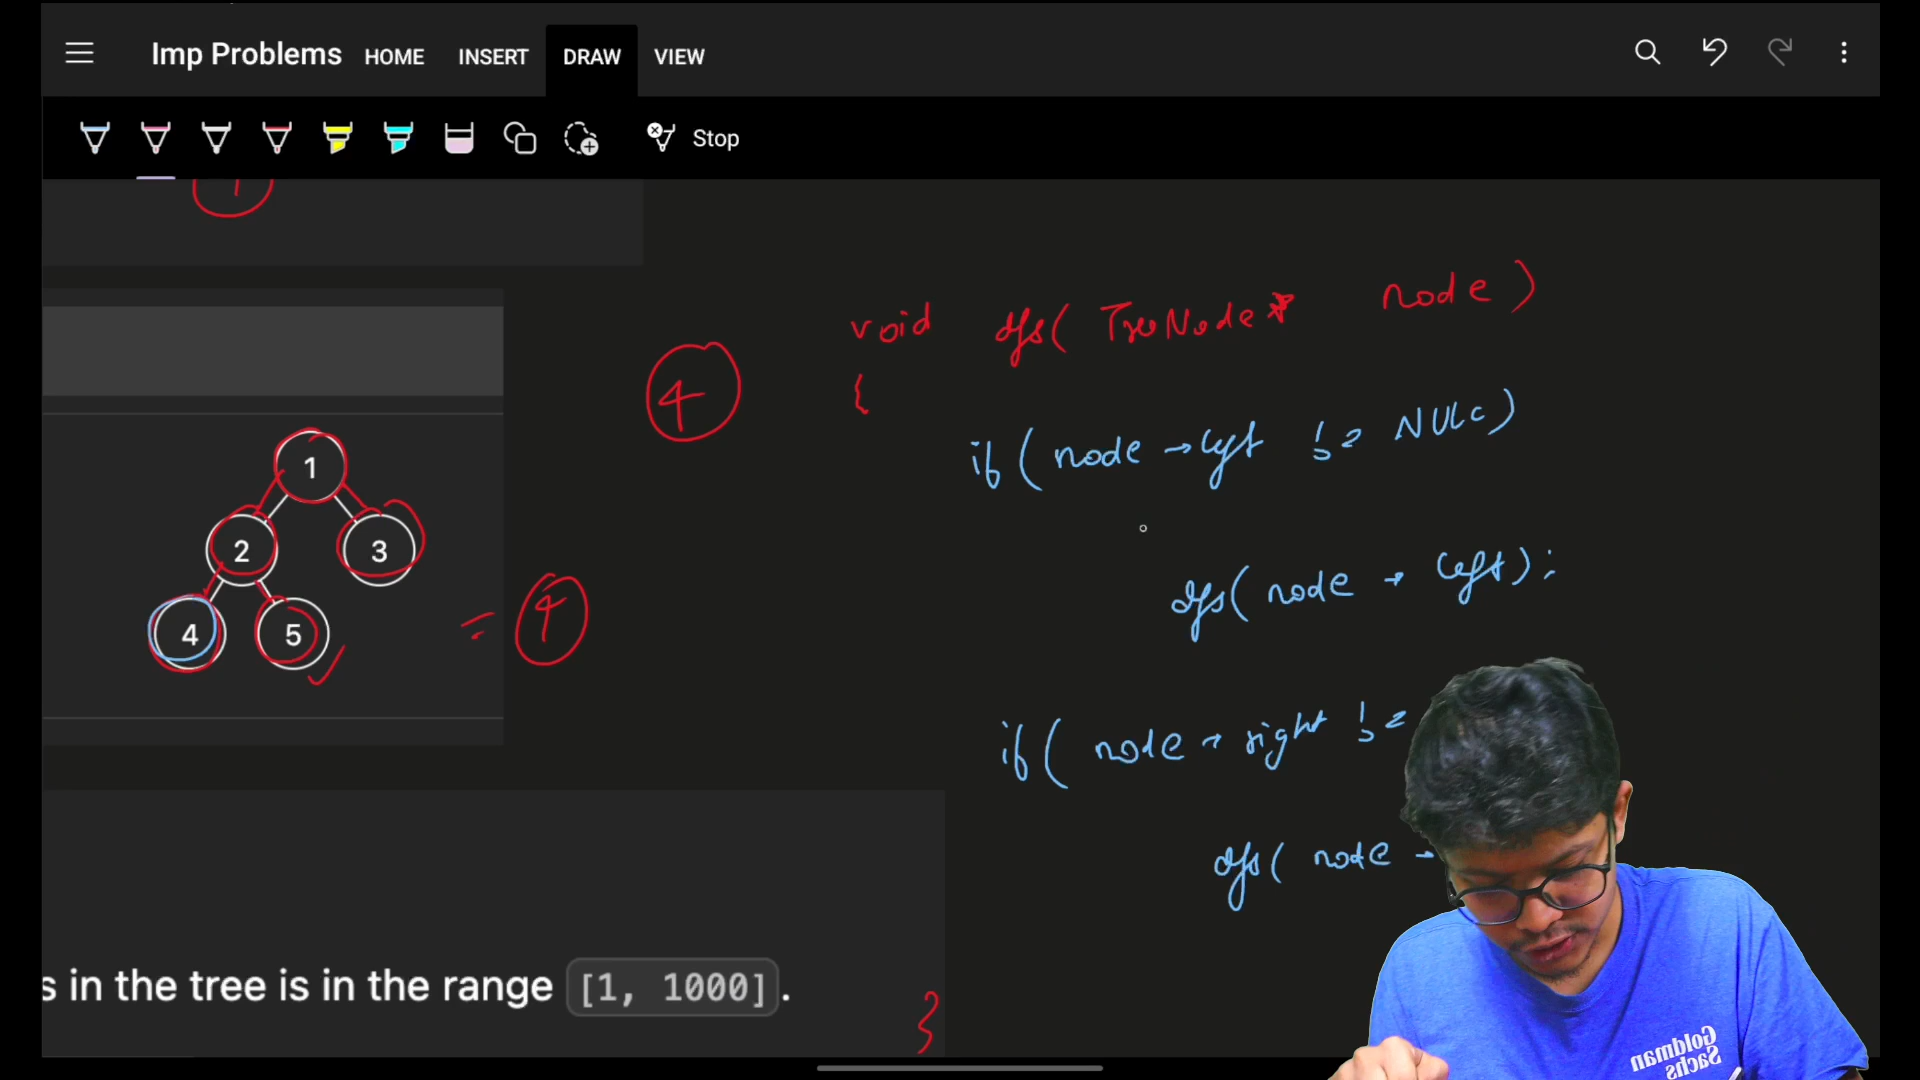 Imp Problems HOME INSERT DRAW VIEW
Stop
1
void dfs( TreeNode* node)
{
4
if ( node → left != NULL)
1
2 3
4 5
= 4
dfs( node → left);
if ( node → right !=
dfs( node →
s in the tree is in the range [1, 1000].
}
Goldman
Sachs